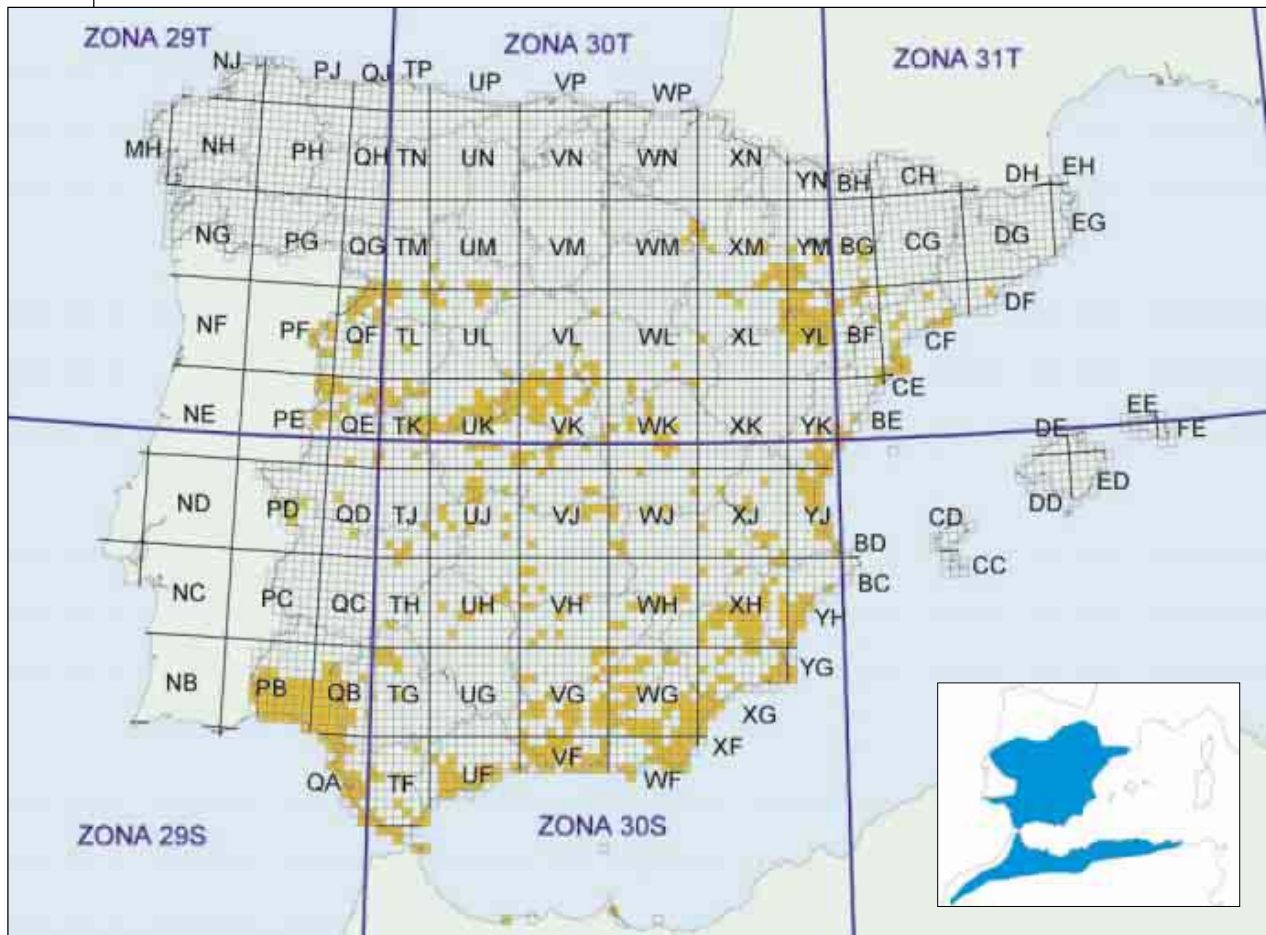 ZONA 29T
ZONA 30T
ZONA 31T
NJ PJ QJ TP UP VP WP
MH NH PH QH TN UN VN WN XN YN BH CH DH EH
NG PG QG TM UM VM WM XM YM BG CG DG EG
NF PF QF TL UL VL WL XL YL BF CF DF
NE PE QE TK UK VK WK XK YK BE CE DE EE FE
ND PD QD TJ UJ VJ WJ XJ YJ BD CD DD ED
NC PC QC TH UH VH WH XH YH BC CC
NB PB QB TG UG VG WG XG YG
QA TF UF VF WF XF
ZONA 29S
ZONA 30S